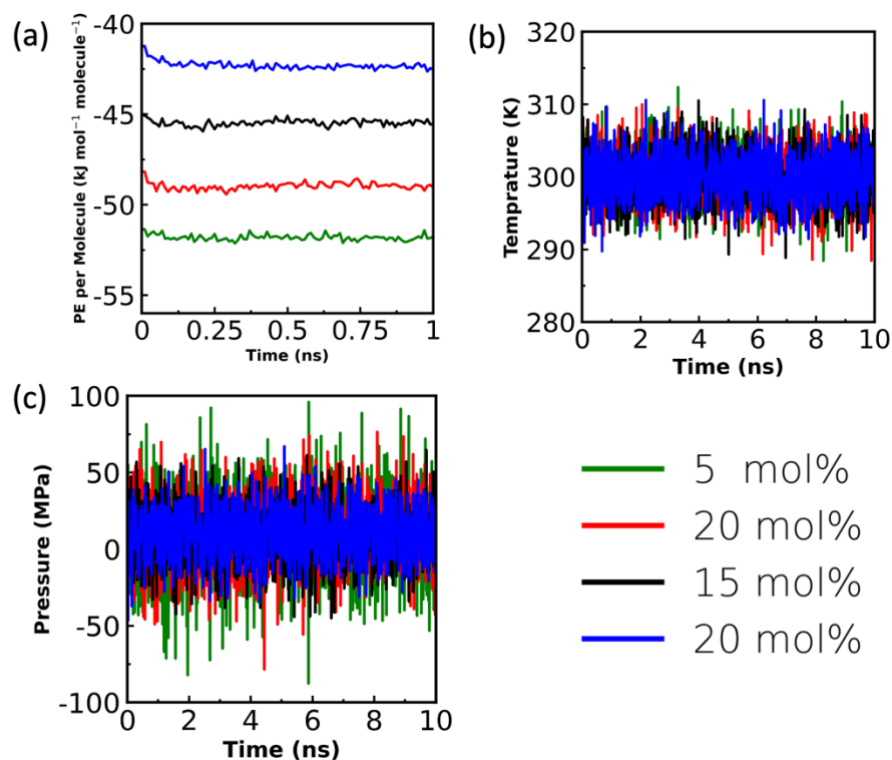 (a)
PE per Molecule (kJ mol⁻¹ molecule⁻¹)
-40
-45
-50
-55
0 0.25 0.5 0.75 1
Time (ns)
(b)
Temprature (K)
320
310
300
290
280
0 2 4 6 8 10
Time (ns)
(c)
Pressure (MPa)
100
50
0
-50
-100
0 2 4 6 8 10
Time (ns)
5 mol%
20 mol%
15 mol%
20 mol%